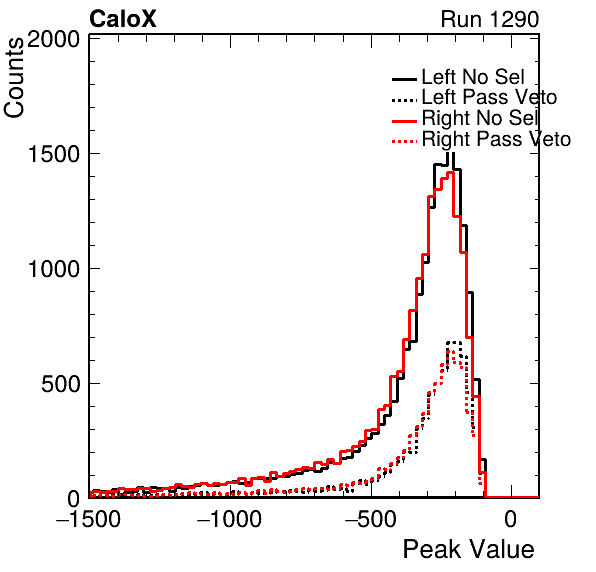 CaloX Run 1290
Counts
2000
1500
1000
500
0
Left No Sel
Left Pass Veto
Right No Sel
Right Pass Veto
−1500 −1000 −500 0
Peak Value